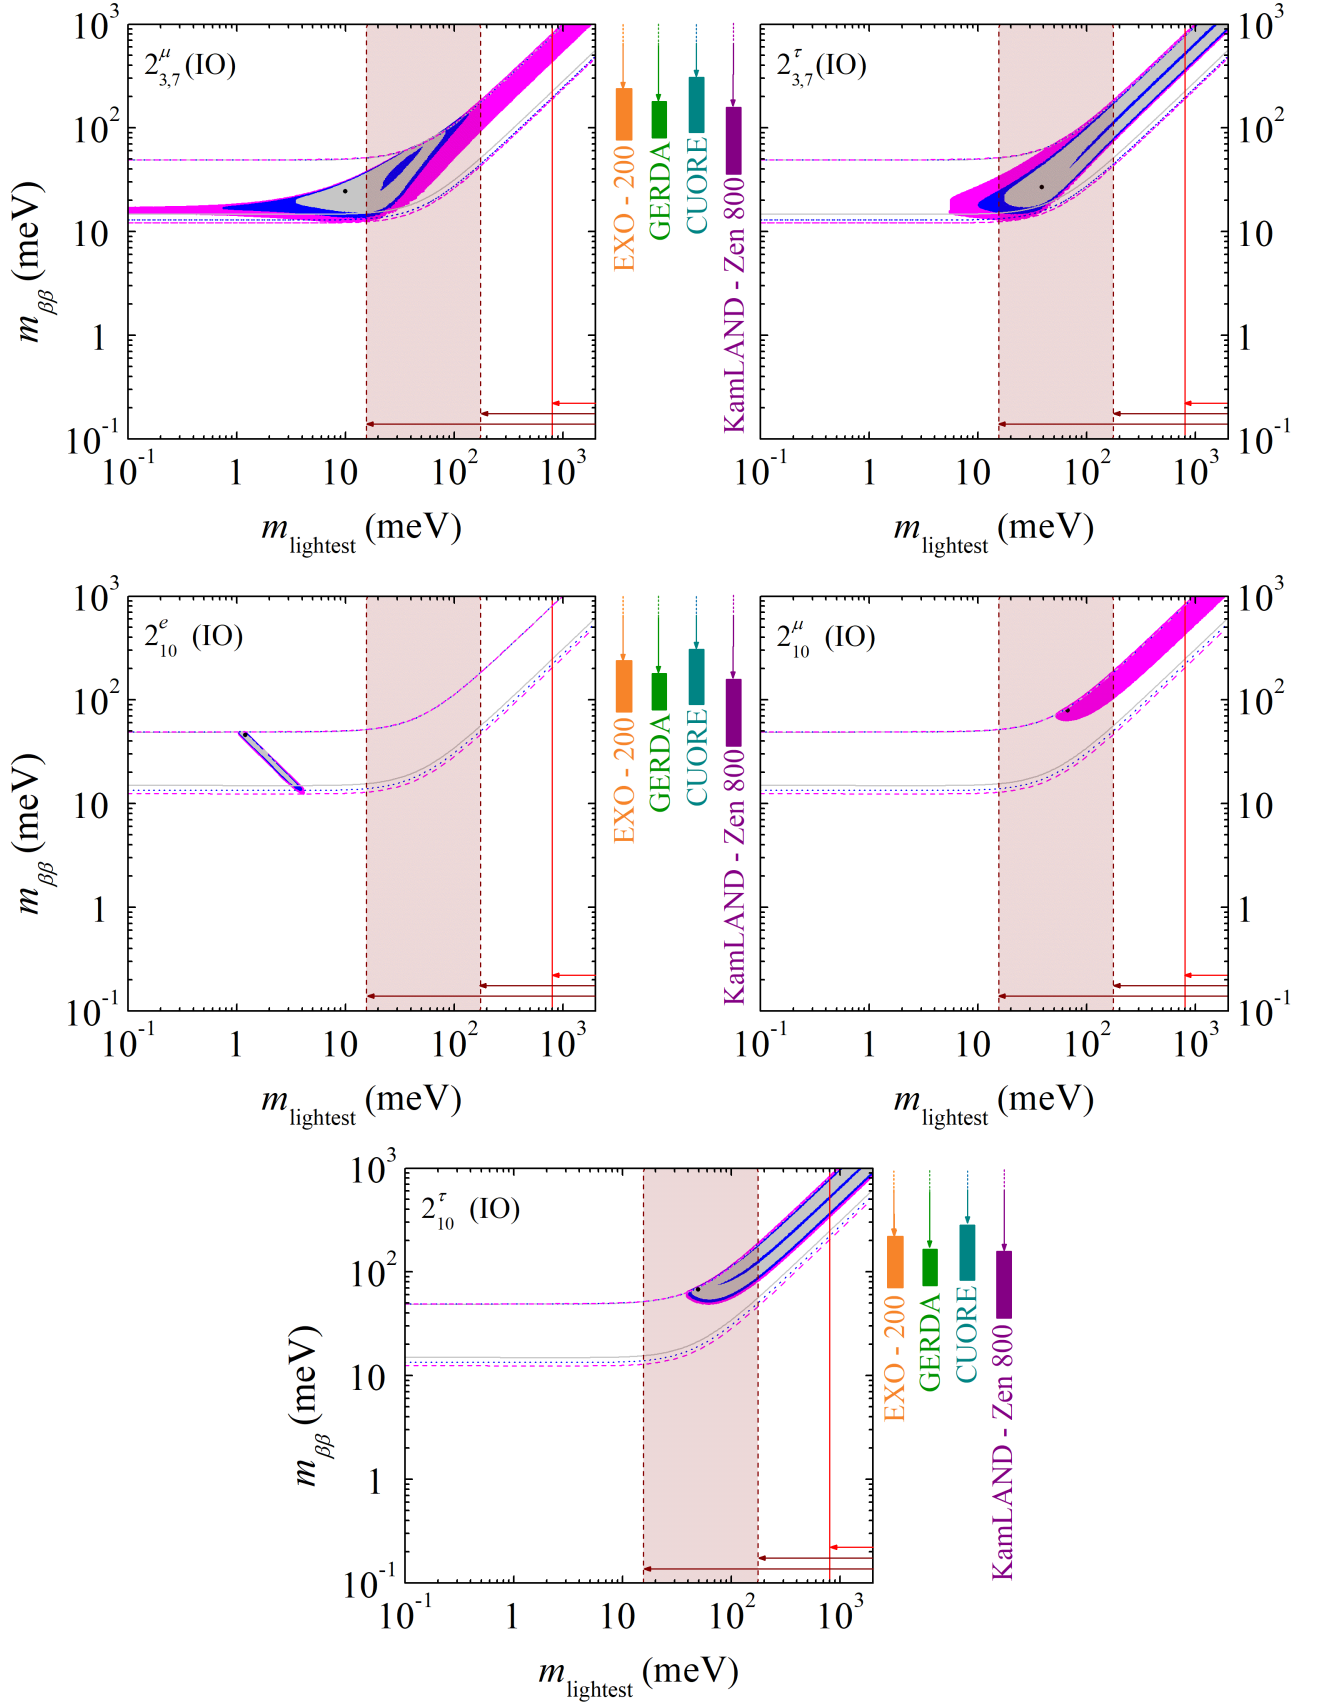 2^μ_3,7 (IO)
10^3
10^2
10
1
10^-1
m_ββ (meV)
10^-1 1 10 10^2 10^3
m_lightest (meV)
EXO - 200
GERDA
CUORE
KamLAND - Zen 800
2^τ_3,7 (IO)
10^3
10^2
10
1
10^-1
10^-1 1 10 10^2 10^3
m_lightest (meV)
2^e_10 (IO)
10^3
10^2
10
1
10^-1
m_ββ (meV)
10^-1 1 10 10^2 10^3
m_lightest (meV)
EXO - 200
GERDA
CUORE
KamLAND - Zen 800
2^μ_10 (IO)
10^3
10^2
10
1
10^-1
10^-1 1 10 10^2 10^3
m_lightest (meV)
2^τ_10 (IO)
10^3
10^2
10
1
10^-1
m_ββ (meV)
10^-1 1 10 10^2 10^3
m_lightest (meV)
EXO - 200
GERDA
CUORE
KamLAND - Zen 800